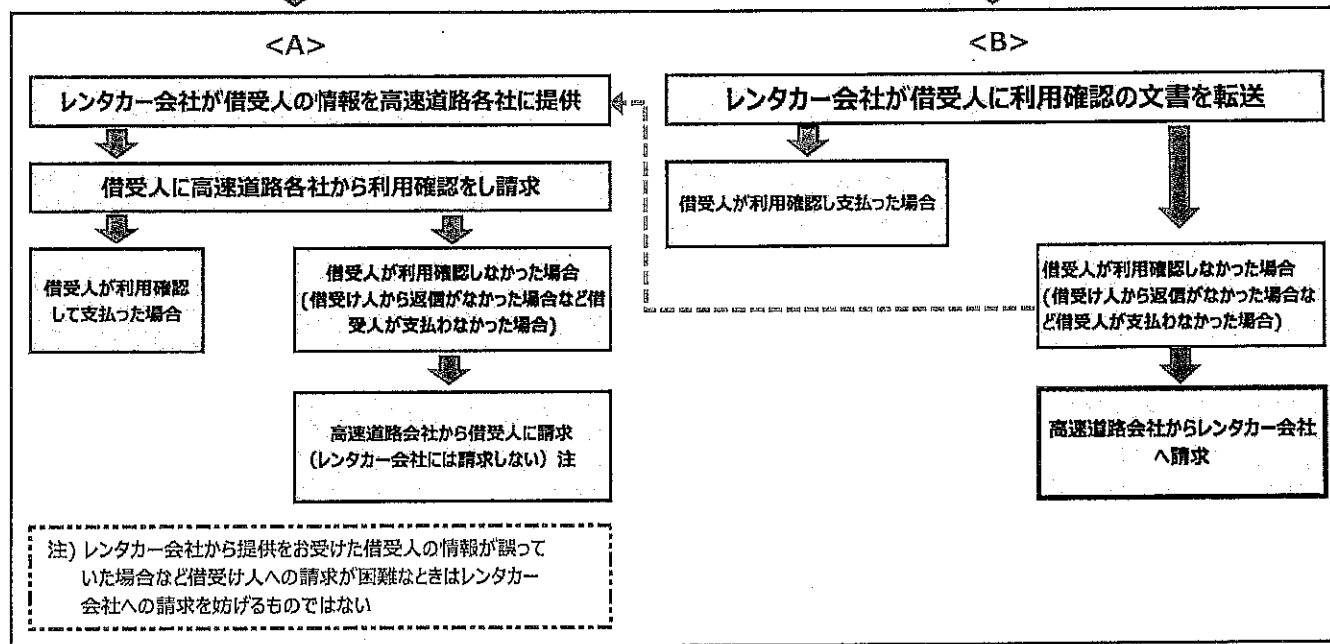 <A>
レンタカー会社が借受人の情報を高速道路各社に提供
借受人に高速道路各社から利用確認をし請求
借受人が利用確認
して支払った場合
借受人が利用確認しなかった場合
(借受け人から返信がなかった場合など借
受人が支払わなかった場合)
高速道路会社から借受人に請求
(レンタカー会社には請求しない)注
注) レンタカー会社から提供をお受けた借受人の情報が誤って
いた場合など借受け人への請求が困難なときはレンタカー
会社への請求を妨げるものではない
<B>
レンタカー会社が借受人に利用確認の文書を転送
借受人が利用確認し支払った場合
借受人が利用確認しなかった場合
(借受け人から返信がなかった場合な
ど借受人が支払わなかった場合)
高速道路会社からレンタカー会社
へ請求